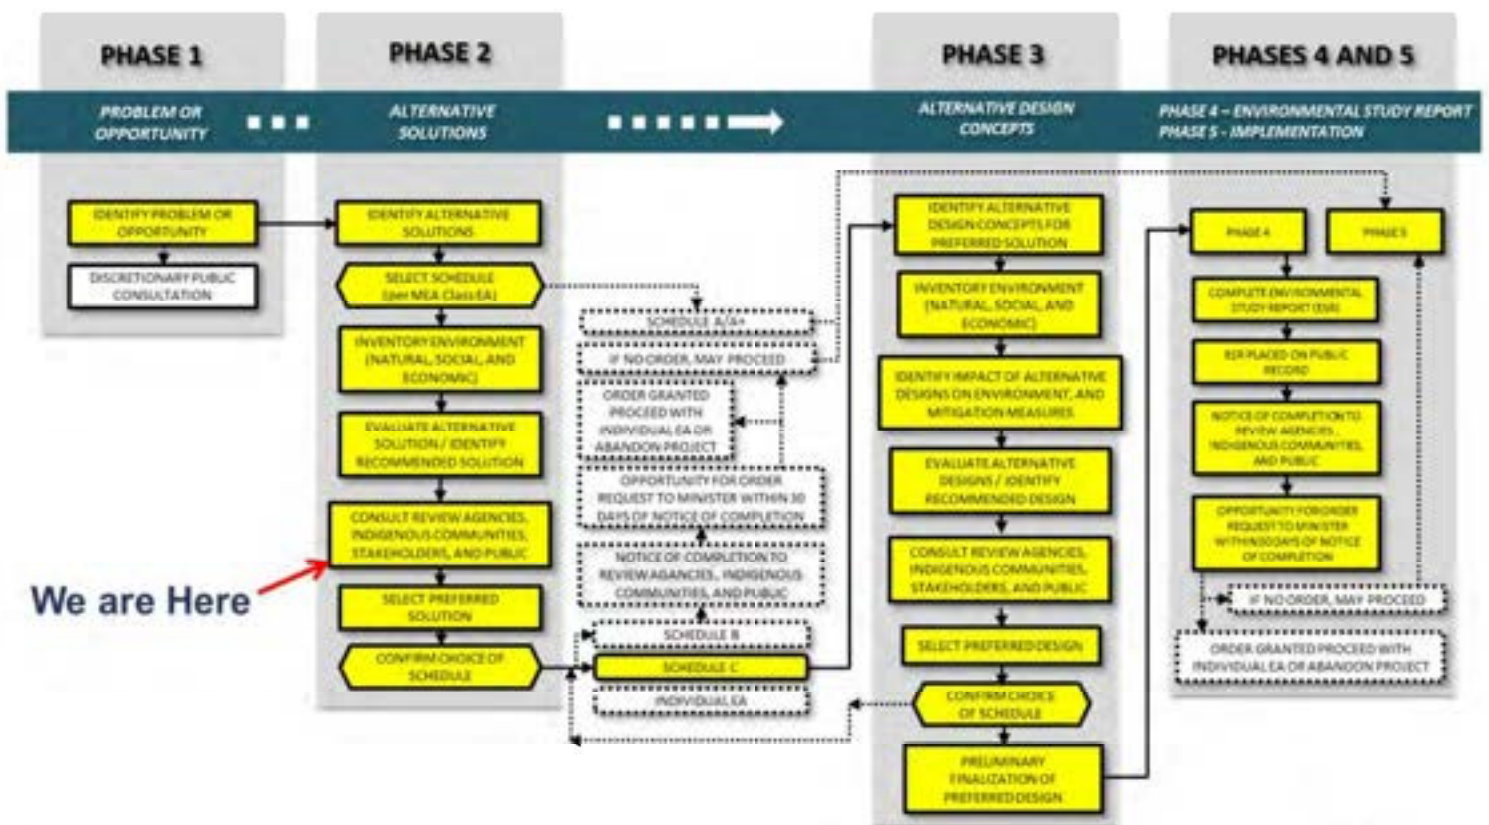 PHASE 1
PROBLEM OR
OPPORTUNITY
IDENTIFY PROBLEM OR
OPPORTUNITY
DISCRETIONARY PUBLIC
CONSULTATION
We are Here
PHASE 2
ALTERNATIVE
SOLUTIONS
IDENTIFY ALTERNATIVE
SOLUTIONS
SELECT SCHEDULE
(per MEA Class EA)
INVENTORY ENVIRONMENT
(NATURAL, SOCIAL, AND
ECONOMIC)
EVALUATE ALTERNATIVE
SOLUTION / IDENTIFY
RECOMMENDED SOLUTION
CONSULT REVIEW AGENCIES,
INDIGENOUS COMMUNITIES,
STAKEHOLDERS, AND PUBLIC
SELECT PREFERRED
SOLUTION
CONFIRM CHOICE OF
SCHEDULE
SCHEDULE A/A+
IF NO ORDER, MAY PROCEED
ORDER GRANTED
PROCEED WITH
INDIVIDUAL EA OR
ABANDON PROJECT
OPPORTUNITY FOR ORDER
REQUEST TO MINISTER WITHIN 30
DAYS OF NOTICE OF COMPLETION
NOTICE OF COMPLETION TO
REVIEW AGANCIES, INDIGENOUS
COMMUNITIES, AND PUBLIC
SCHEDULE B
SCHEDULE C
INDIVIDUAL EA
PHASE 3
ALTERNATIVE DESIGN
CONCEPTS
IDENTIFY ALTERNATIVE
DESIGN CONCEPTS FOR
PREFERRED SOLUTION
INVENTORY ENVIRONMENT
(NATURAL, SOCIAL, AND
ECONOMIC)
IDENTIFY IMPACT OF ALTERNATIVE
DESIGNS ON ENVIRONMENT, AND
MITIGATION MEASURES
EVALUATE ALTERNATIVE
DESIGNS / IDENTIFY
RECOMMENDED DESIGN
CONSULT REVIEW AGENCIES,
INDIGENOUS COMMUNITIES,
STAKEHOLDERS, AND PUBLIC
SELECT PREFERRED DESIGN
CONFIRM CHOICE
OF SCHEDULE
PRELIMINARY
FINALIZATION OF
PREFERRED DESIGN
PHASES 4 AND 5
PHASE 4 – ENVIRONMENTAL STUDY REPORT
PHASE 5 - IMPLEMENTATION
PHASE 4
PHASE 5
COMPLETE ENVIRONMENTAL
STUDY REPORT (ESR)
ESR PLACED ON PUBLIC
RECORD
NOTICE OF COMPLETION TO
REVIEW AGENCIES,
INDIGENOUS COMMUNITIES,
AND PUBLIC
OPPORTUNITY FOR ORDER
REQUEST TO MINISTER
WITHIN 30 DAYS OF NOTICE
OF COMPLETION
IF NO ORDER, MAY PROCEED
ORDER GRANTED PROCEED WITH
INDIVIDUAL EA OR ABANDON PROJECT